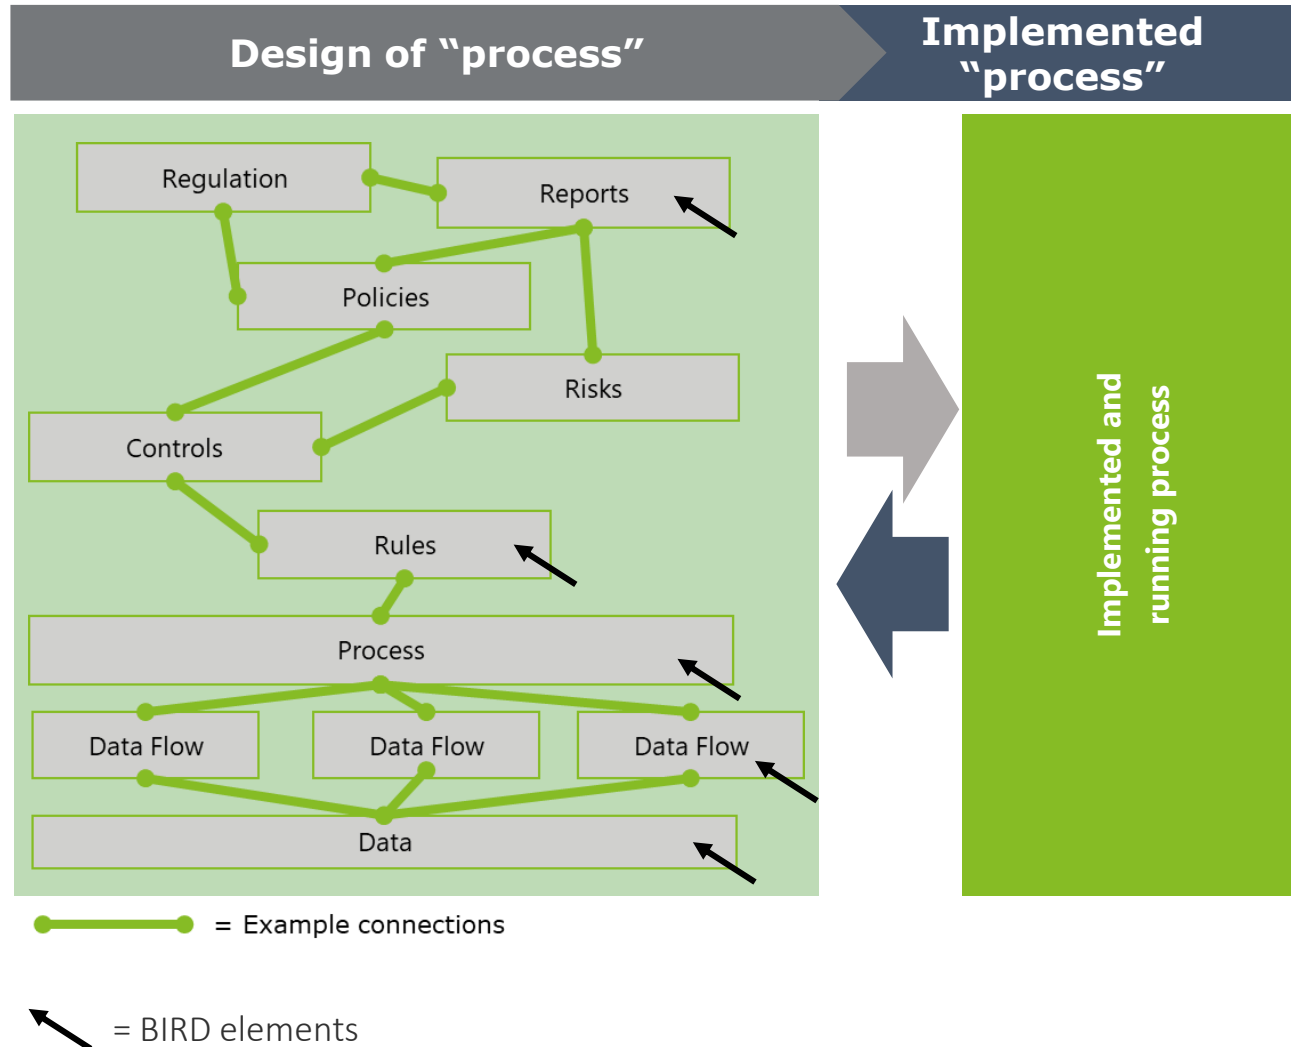 Design of “process”
Implemented
“process”
Regulation
Reports
Policies
Risks
Controls
Rules
Process
Data Flow
Data Flow
Data Flow
Data
Implemented and
running process
= Example connections
= BIRD elements